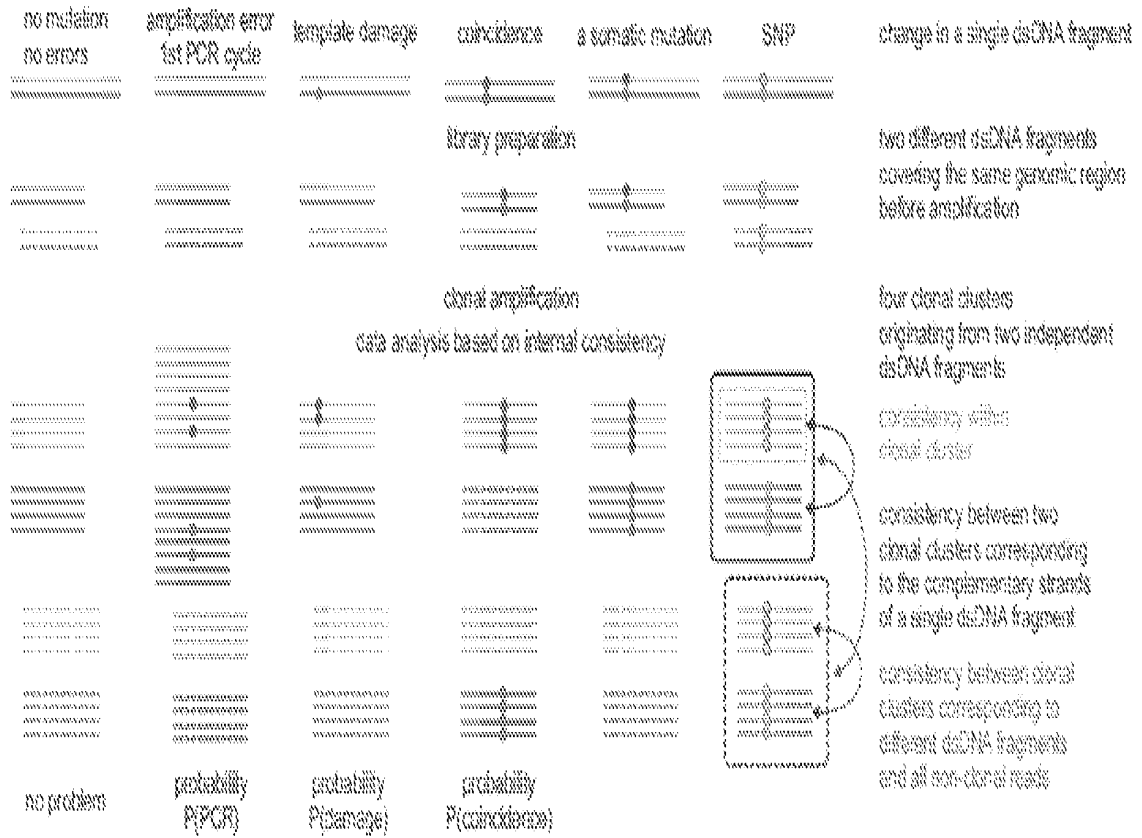 no mutation
no errors
amplification error
1st PCR cycle
template damage
coincidence
a somatic mutation
SNP
change in a single dsDNA fragment
library preparation
two different dsDNA fragments
covering the same genomic region
before amplification
clonal amplification
data analysis based on internal consistency
four clonal clusters
originating from two independent
dsDNA fragments
consistency within
clonal cluster
consistency between two
clonal clusters corresponding
to the complementary strands
of a single dsDNA fragment
consistency between clonal
clusters corresponding to
different dsDNA fragments
and all non-clonal reads
no problem
probability
P(PCR)
probability
P(damage)
probability
P(coincidence)